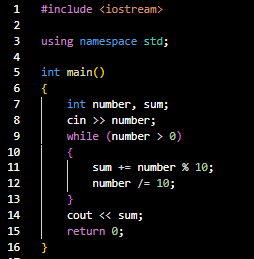 1 #include <iostream>
2
3 using namespace std;
4
5 int main()
6 {
7     int number, sum;
8     cin >> number;
9     while (number > 0)
10     {
11         sum += number % 10;
12         number /= 10;
13     }
14     cout << sum;
15     return 0;
16 }